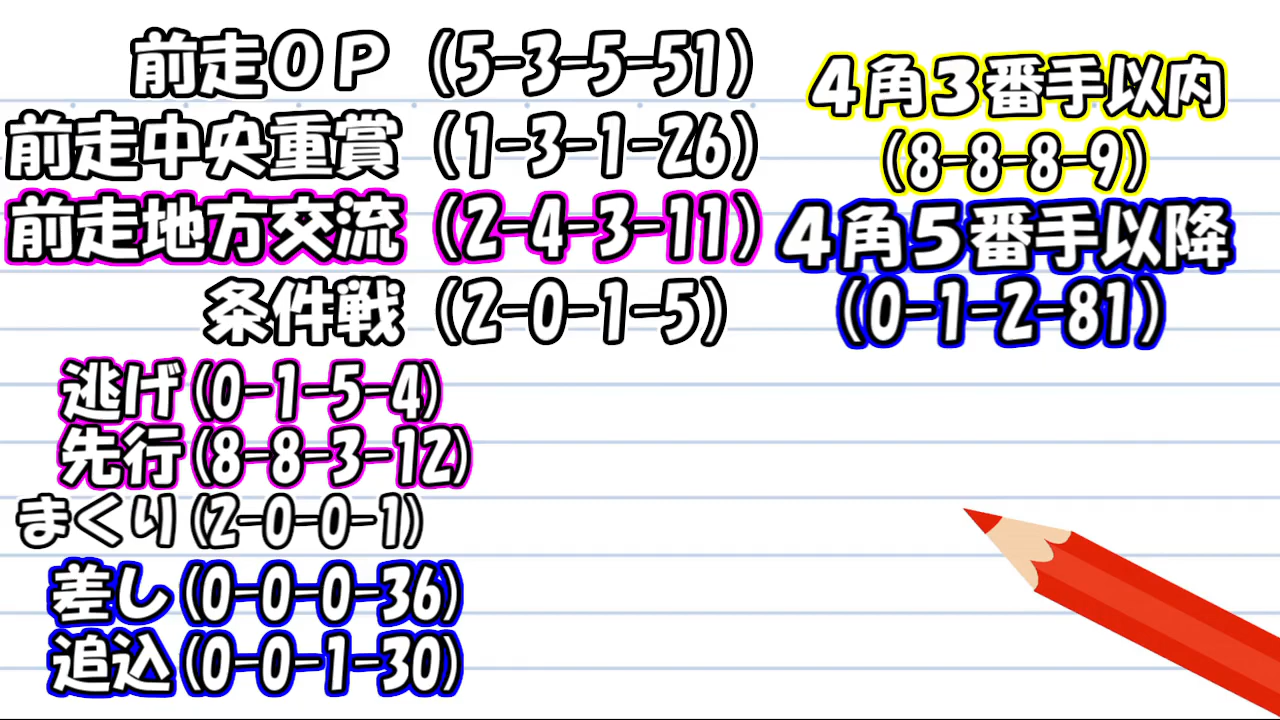 前走ＯＰ（5-3-5-51）
前走中央重賞（1-3-1-26）
前走地方交流（2-4-3-11）
条件戦（2-0-1-5）
逃げ(0-1-5-4)
先行(8-8-3-12)
まくり(2-0-0-1)
差し(0-0-0-36)
追込(0-0-1-30)
４角３番手以内
(8-8-8-9)
４角５番手以降
（0-1-2-81）